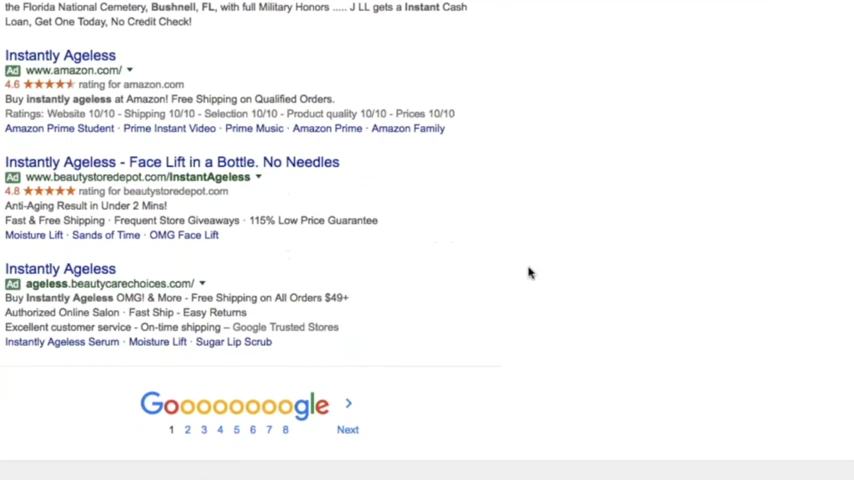 the Florida National Cemetery, Bushnell, FL, with full Military Honors ..... J LL gets a Instant Cash
Loan, Get One Today, No Credit Check!
Instantly Ageless
Ad www.amazon.com/
4.6 ★★★★★ rating for amazon.com
Buy instantly ageless at Amazon! Free Shipping on Qualified Orders.
Ratings: Website 10/10 - Shipping 10/10 - Selection 10/10 - Product quality 10/10 - Prices 10/10
Amazon Prime Student · Prime Instant Video · Prime Music · Amazon Prime · Amazon Family
Instantly Ageless - Face Lift in a Bottle. No Needles
Ad www.beautystoredepot.com/InstantAgeless
4.8 ★★★★★ rating for beautystoredepot.com
Anti-Aging Result in Under 2 Mins!
Fast & Free Shipping · Frequent Store Giveaways · 115% Low Price Guarantee
Moisture Lift · Sands of Time · OMG Face Lift
Instantly Ageless
Ad ageless.beautycarechoices.com/
Buy Instantly Ageless OMG! & More - Free Shipping on All Orders $49+
Authorized Online Salon · Fast Ship - Easy Returns
Excellent customer service - On-time shipping – Google Trusted Stores
Instantly Ageless Serum · Moisture Lift · Sugar Lip Scrub
Goooooooogle >
1 2 3 4 5 6 7 8 Next